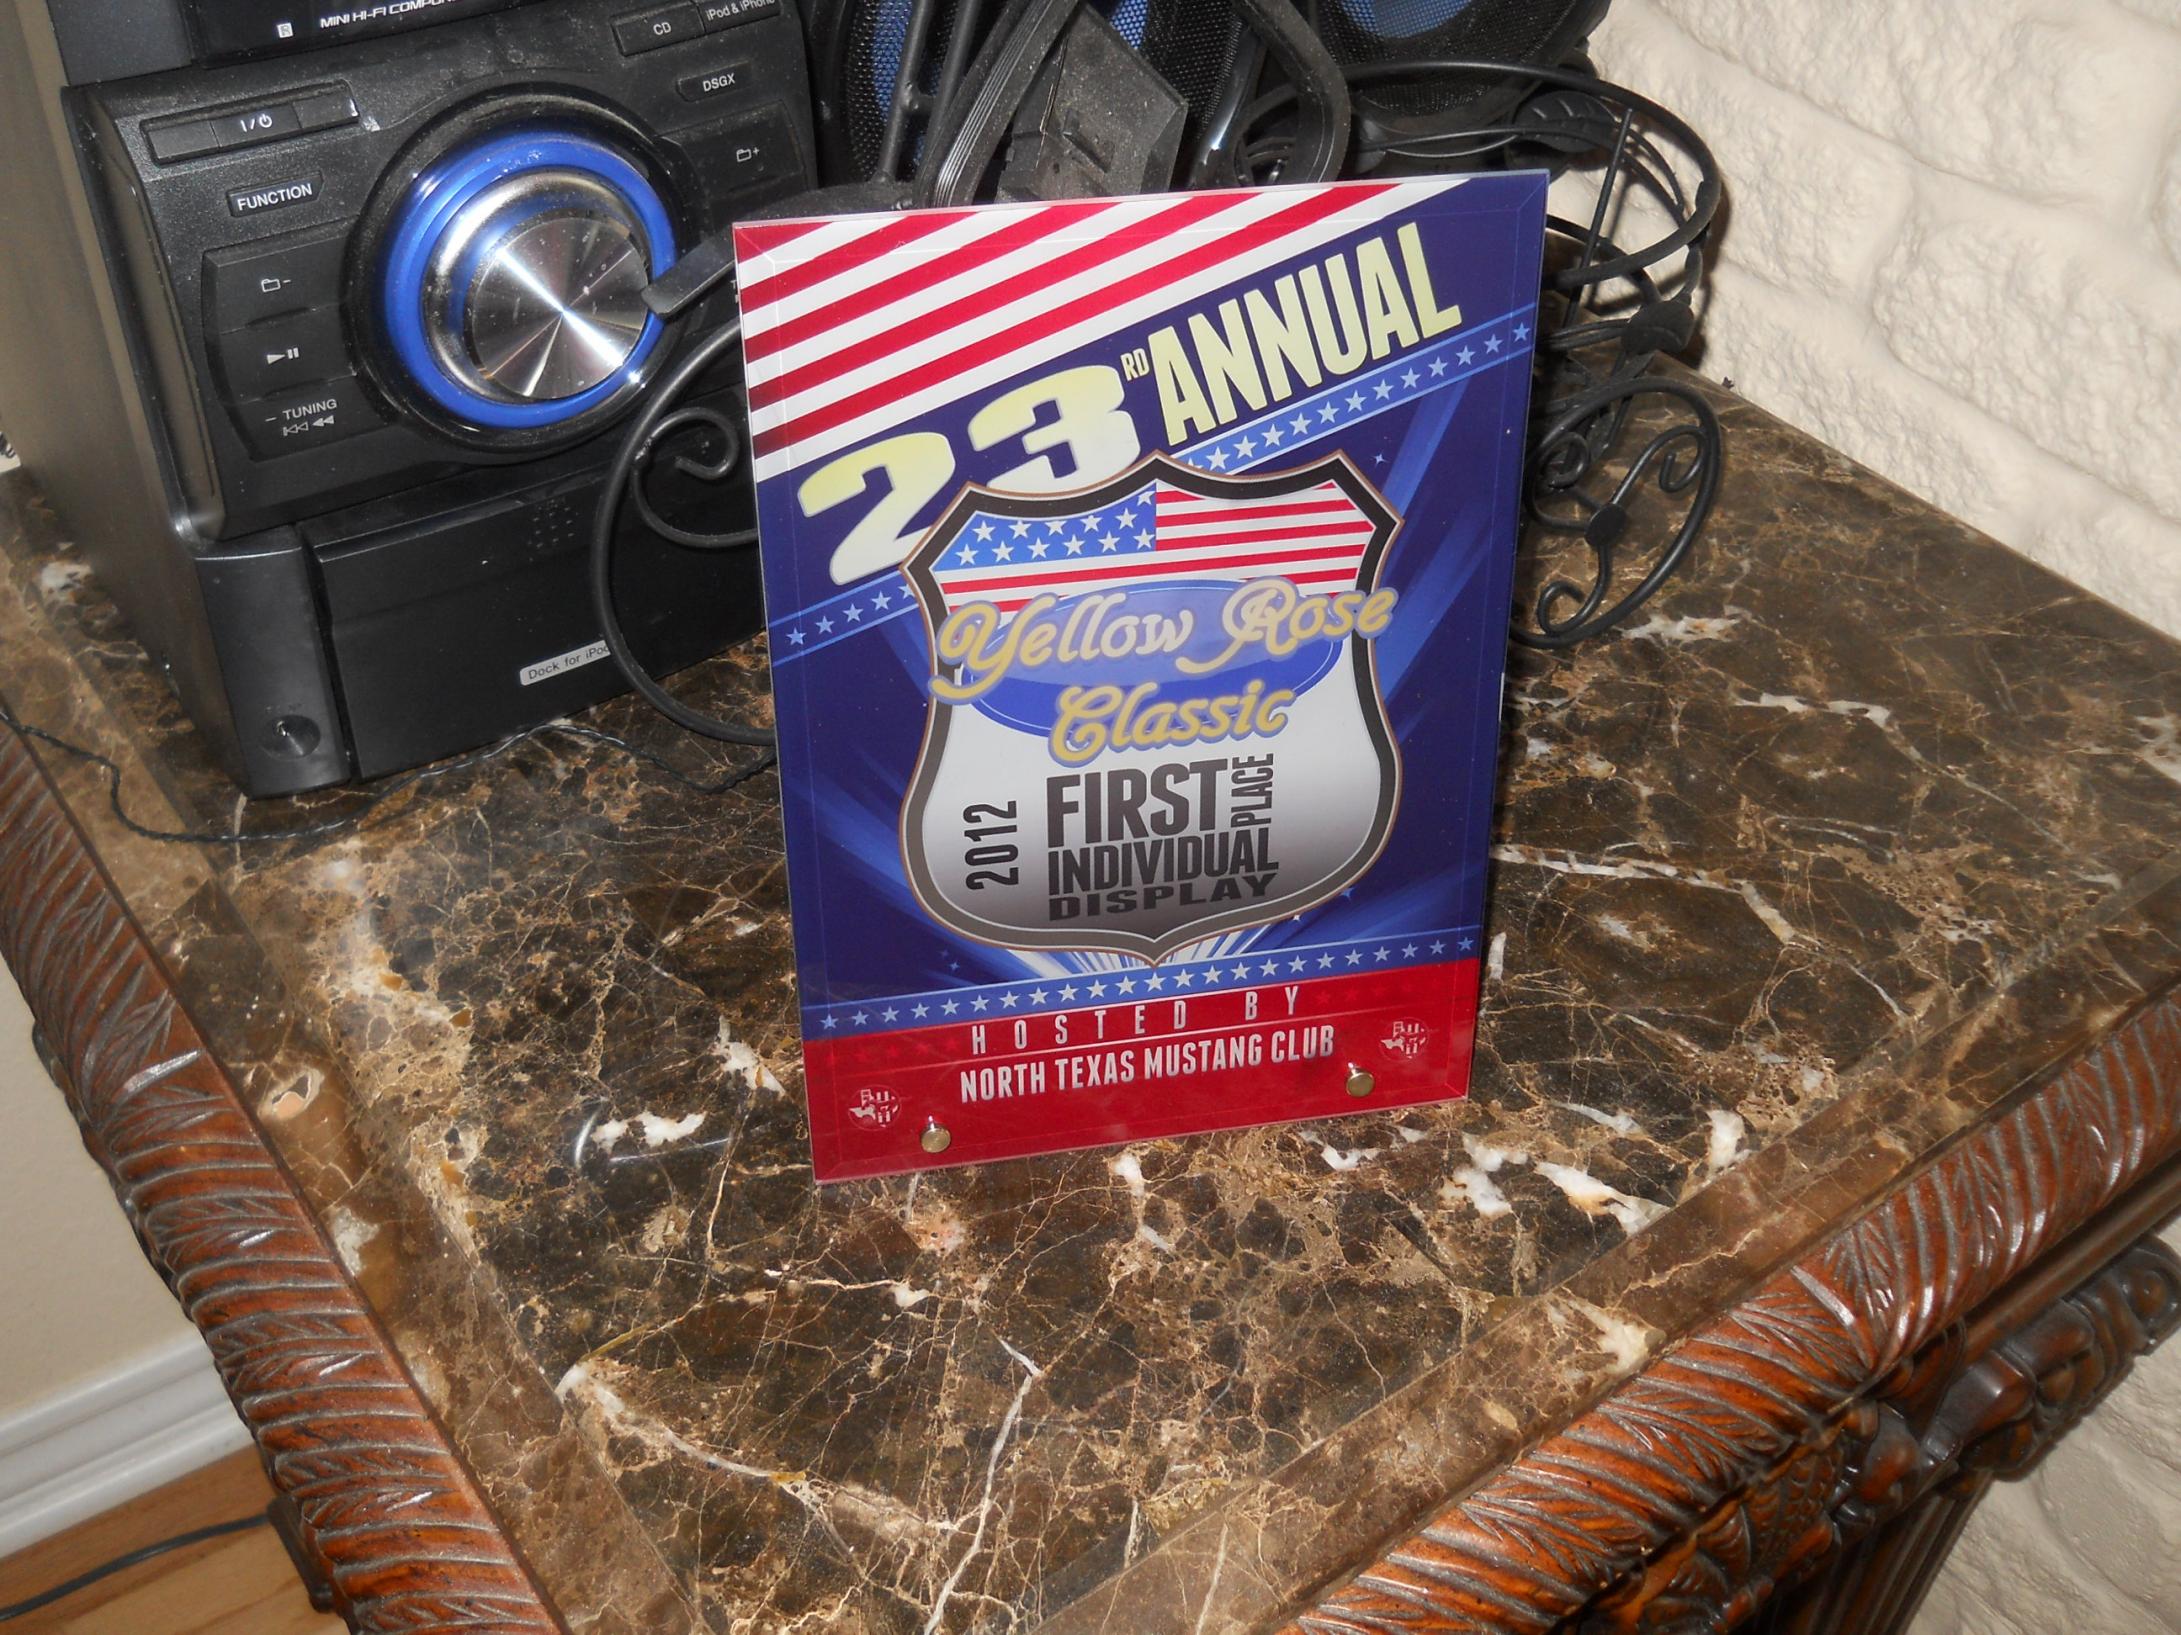 MINI HI-FI
CD
iPod & iPhone
DSGX
I/
FUNCTION
- TUNING
Dock for iPod
23RD ANNUAL
Yellow Rose
Classic
2012
FIRST PLACE
INDIVIDUAL
DISPLAY
HOSTED BY
NORTH TEXAS MUSTANG CLUB